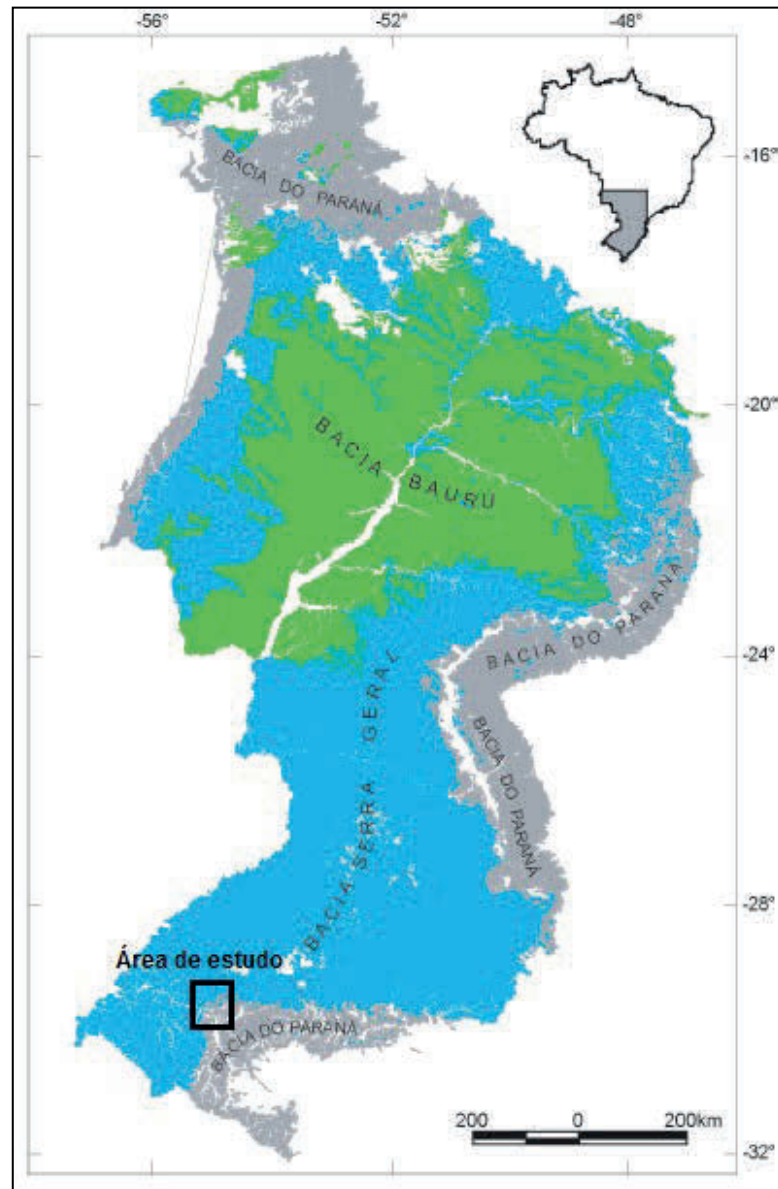 -56° -52° -48°
-16°
BACIA DO PARANÁ
-20°
BACIA BAURU
BACIA DO PARANÁ
-24°
BACIA SERRA GERAL
BACIA DO PARANÁ
-28°
Área de estudo
BACIA DO PARANÁ
200 0 200km
-32°